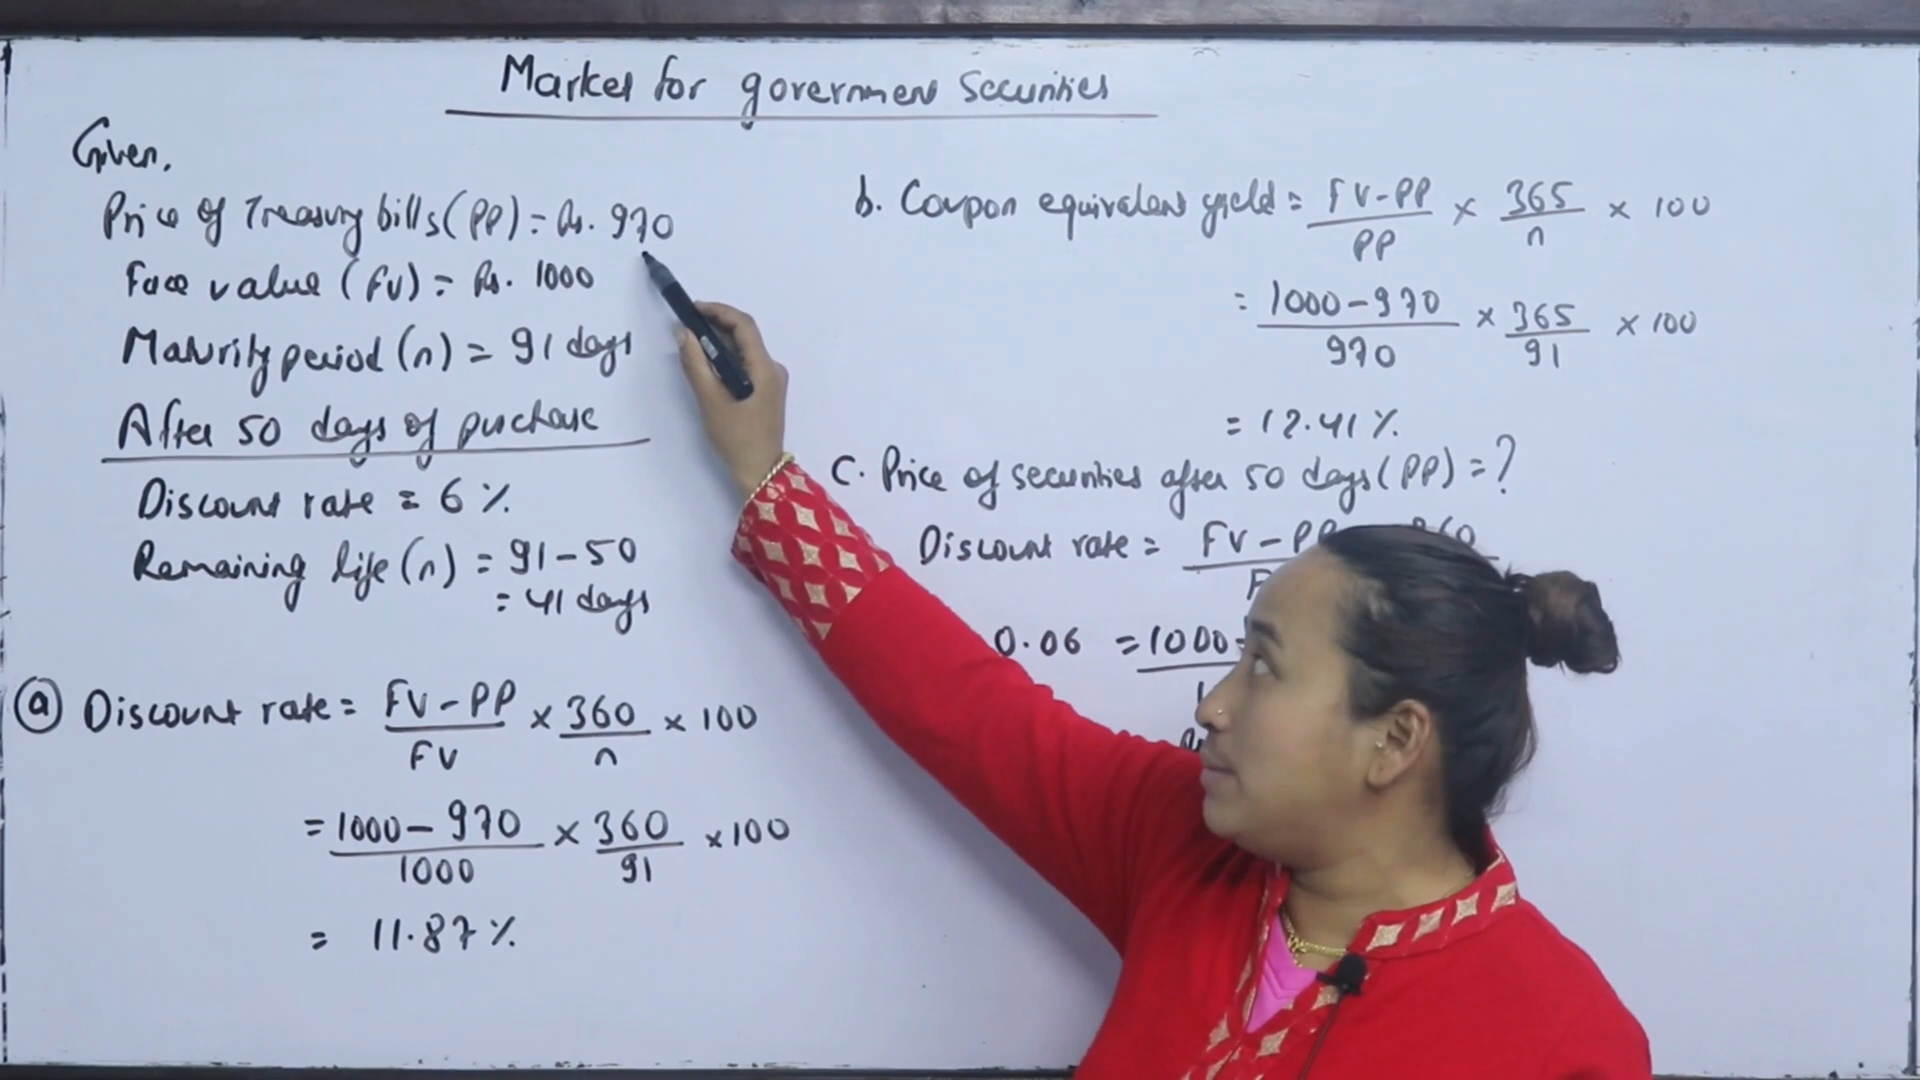 Market for government Securities
Given,
Price of Treasury bills (PP) = Rs. 970
Face value (FV) = Rs. 1000
Maturity period (n) = 91 days
After 50 days of purchase
Discount rate = 6 %
Remaining life (n) = 91 - 50
= 41 days
(a) Discount rate = FV - PP / FV × 360 / n × 100
= 1000 - 970 / 1000 × 360 / 91 × 100
= 11.87 %
b. Coupon equivalent yield = FV - PP / PP × 365 / n × 100
= 1000 - 970 / 970 × 365 / 91 × 100
= 12.41 %
C. Price of securities after 50 days (PP) = ?
Discount rate = FV - PP
0.06 = 1000 -